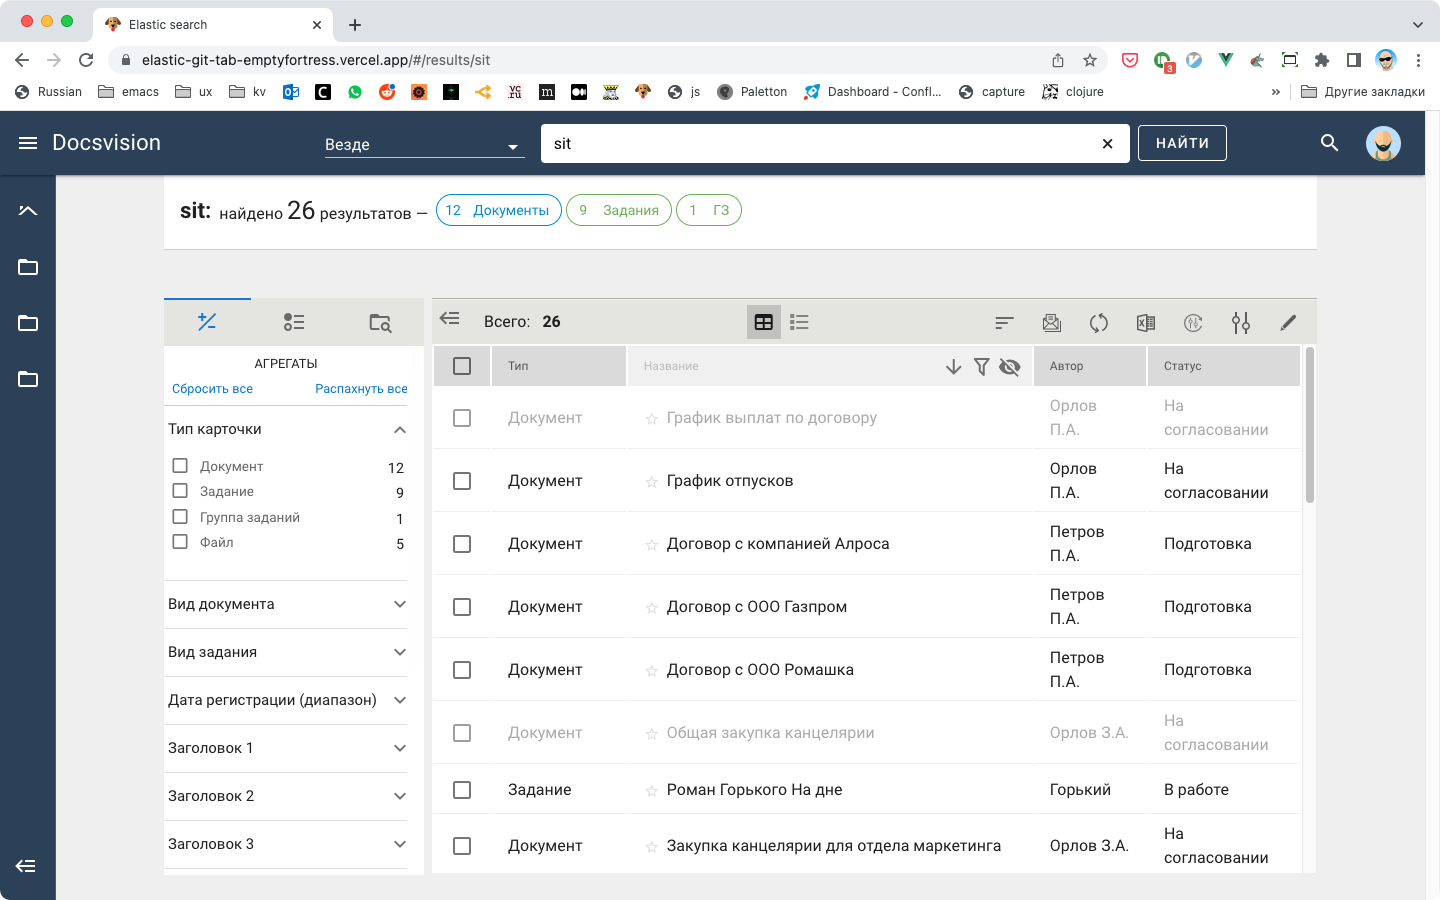 Elastic search
elastic-git-tab-emptyfortress.vercel.app/#/results/sit
3
Russian emacs ux kv js Paletton Dashboard - Confl... capture clojure » Другие закладки
Docsvision
Везде
sit
НАЙТИ
sit: найдено 26 результатов — 12 Документы 9 Задания 1 ГЗ
Всего: 26
АГРЕГАТЫ
Сбросить все Распахнуть все
Тип карточки
Документ 12
Задание 9
Группа заданий 1
Файл 5
Вид документа
Вид задания
Дата регистрации (диапазон)
Заголовок 1
Заголовок 2
Заголовок 3
Тип Название Автор Статус
Документ График выплат по договору Орлов П.А. На согласовании
Документ График отпусков Орлов П.А. На согласовании
Документ Договор с компанией Алроса Петров П.А. Подготовка
Документ Договор с ООО Газпром Петров П.А. Подготовка
Документ Договор с ООО Ромашка Петров П.А. Подготовка
Документ Общая закупка канцелярии Орлов З.А. На согласовании
Задание Роман Горького На дне Горький В работе
Документ Закупка канцелярии для отдела маркетинга Орлов З.А. На согласовании